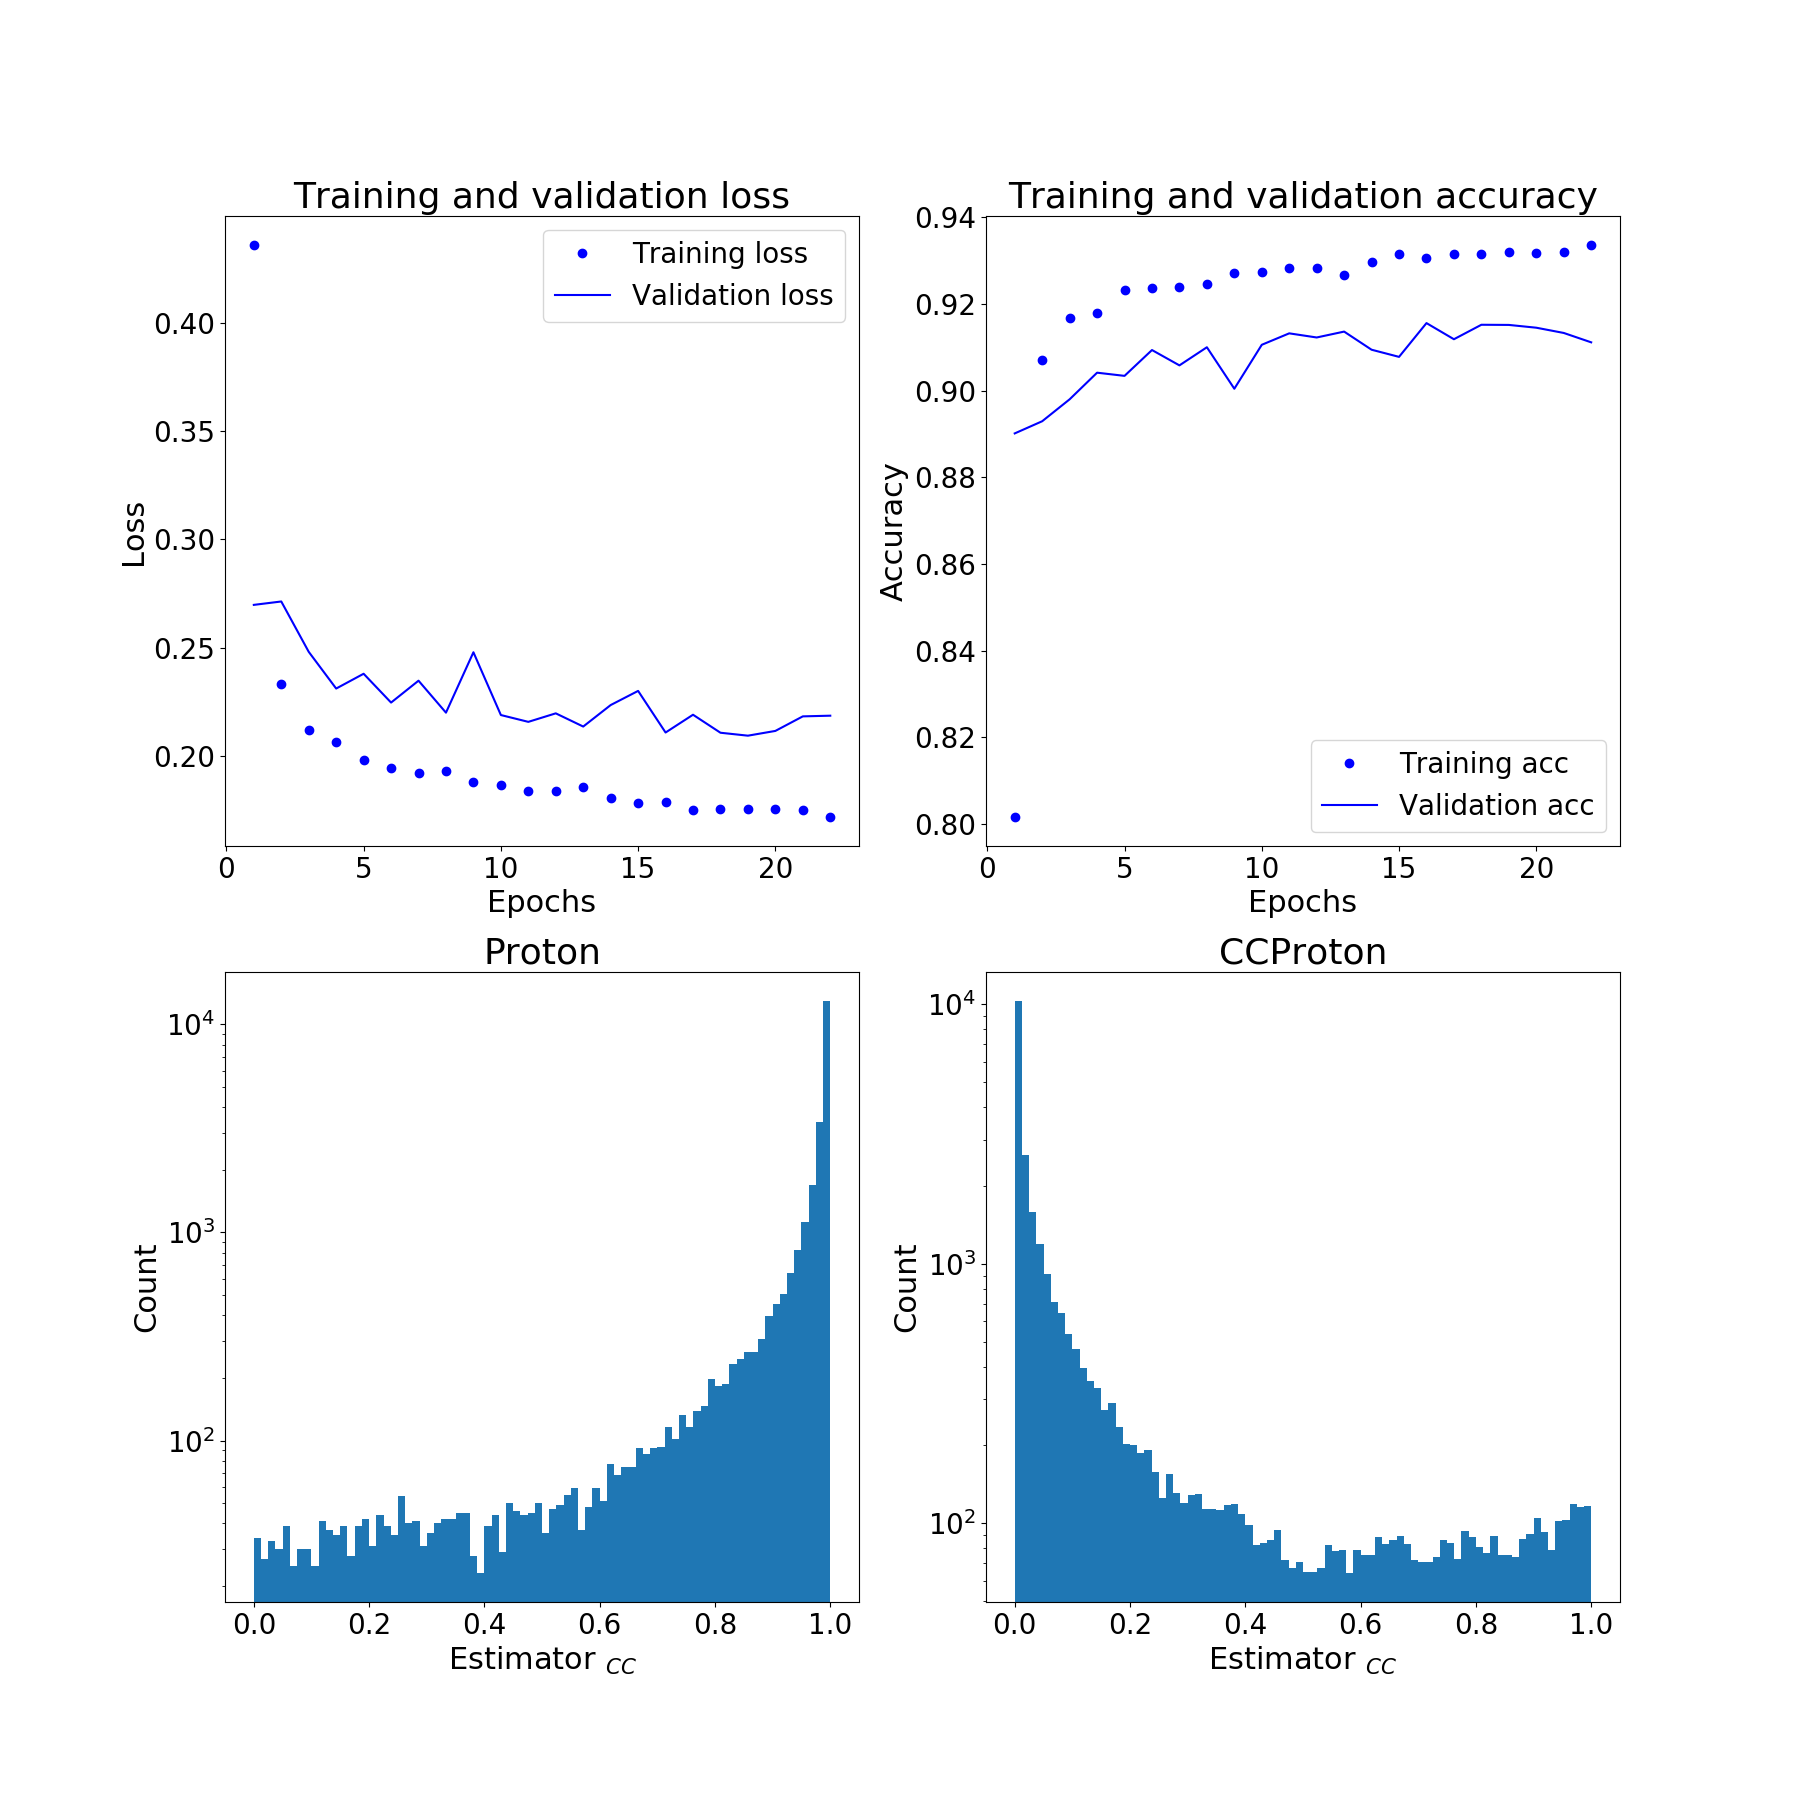 Training and validation loss
Training loss
Validation loss
0.40
0.35
0.30
0.25
0.20
Loss
0 5 10 15 20
Epochs
Training and validation accuracy
0.94
0.92
0.90
0.88
0.86
0.84
0.82
0.80
Accuracy
Training acc
Validation acc
0 5 10 15 20
Epochs
Proton
10⁴
10³
10²
Count
0.0 0.2 0.4 0.6 0.8 1.0
Estimator CC
CCProton
10⁴
10³
10²
Count
0.0 0.2 0.4 0.6 0.8 1.0
Estimator CC